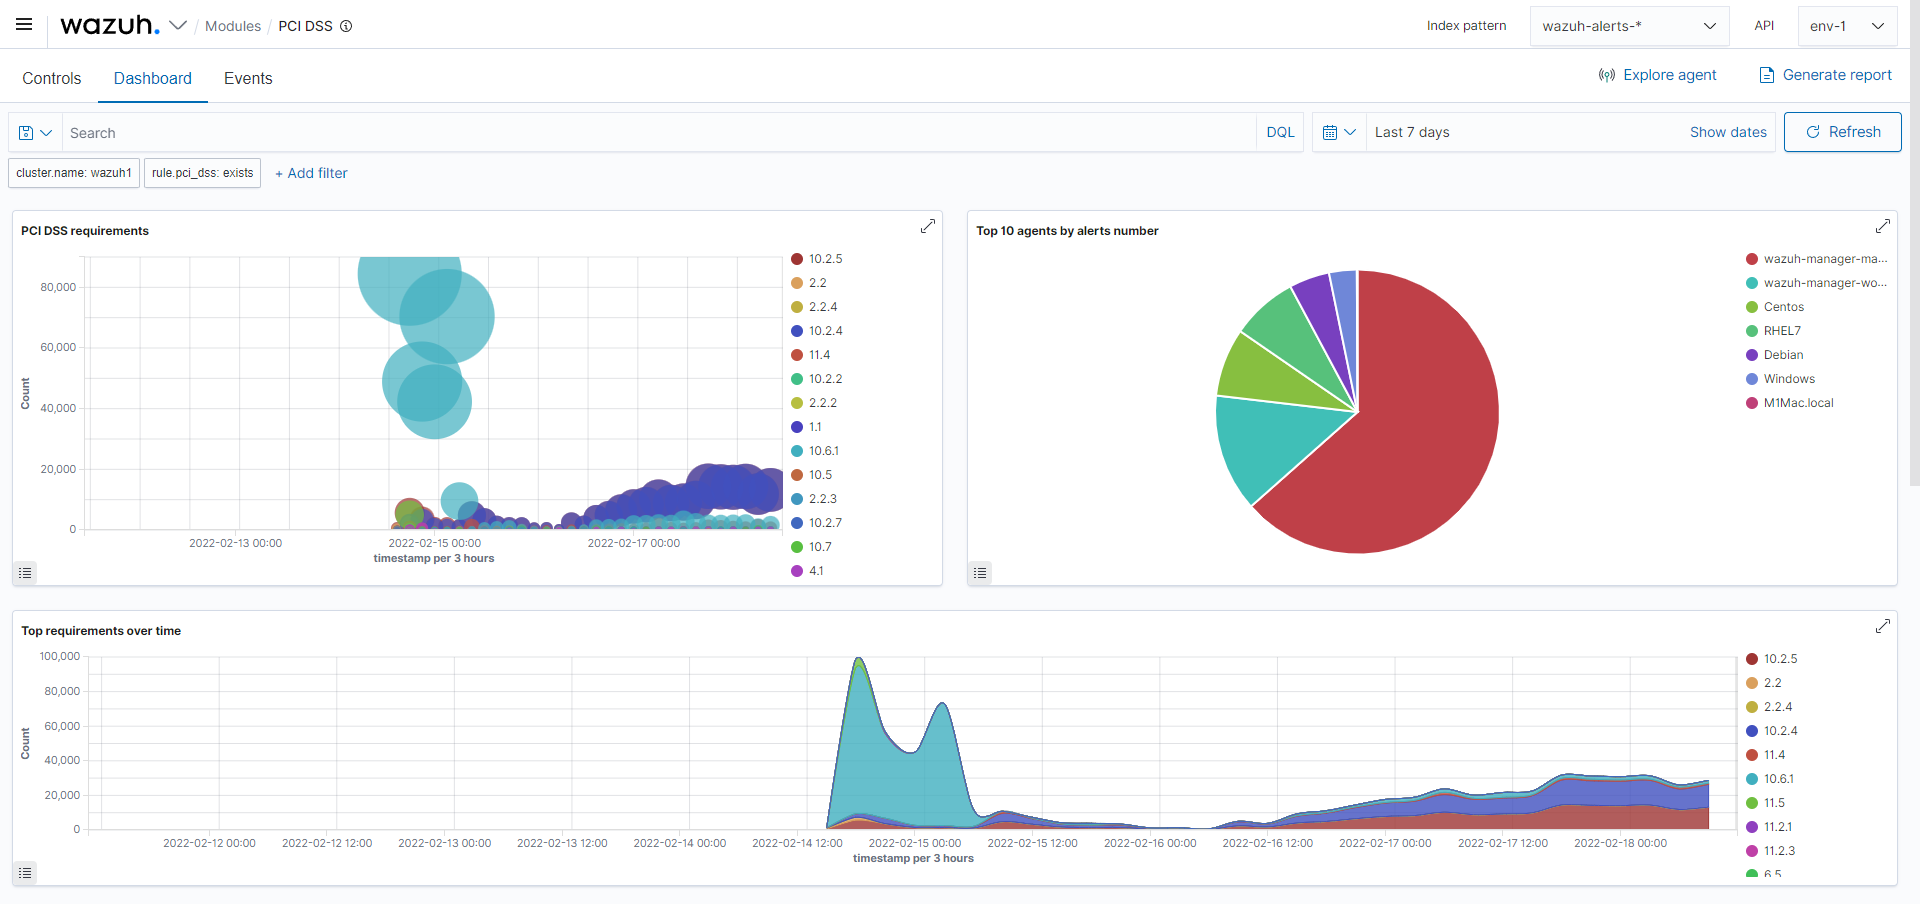 wazuh. / Modules / PCI DSS Index pattern wazuh-alerts-* API env-1
Controls Dashboard Events Explore agent Generate report
Search DQL Last 7 days Show dates Refresh
cluster.name: wazuh1 rule.pci_dss: exists + Add filter
PCI DSS requirements
80,000
60,000
40,000
20,000
0
Count
2022-02-13 00:00 2022-02-15 00:00 2022-02-17 00:00
timestamp per 3 hours
10.2.5
2.2
2.2.4
10.2.4
11.4
10.2.2
2.2.2
1.1
10.6.1
10.5
2.2.3
10.2.7
10.7
4.1
Top 10 agents by alerts number
wazuh-manager-ma...
wazuh-manager-wo...
Centos
RHEL7
Debian
Windows
M1Mac.local
Top requirements over time
100,000
80,000
60,000
40,000
20,000
0
Count
2022-02-12 00:00 2022-02-12 12:00 2022-02-13 00:00 2022-02-13 12:00 2022-02-14 00:00 2022-02-14 12:00 2022-02-15 00:00 2022-02-15 12:00 2022-02-16 00:00 2022-02-16 12:00 2022-02-17 00:00 2022-02-17 12:00 2022-02-18 00:00
timestamp per 3 hours
10.2.5
2.2
2.2.4
10.2.4
11.4
10.6.1
11.5
11.2.1
11.2.3
6.5